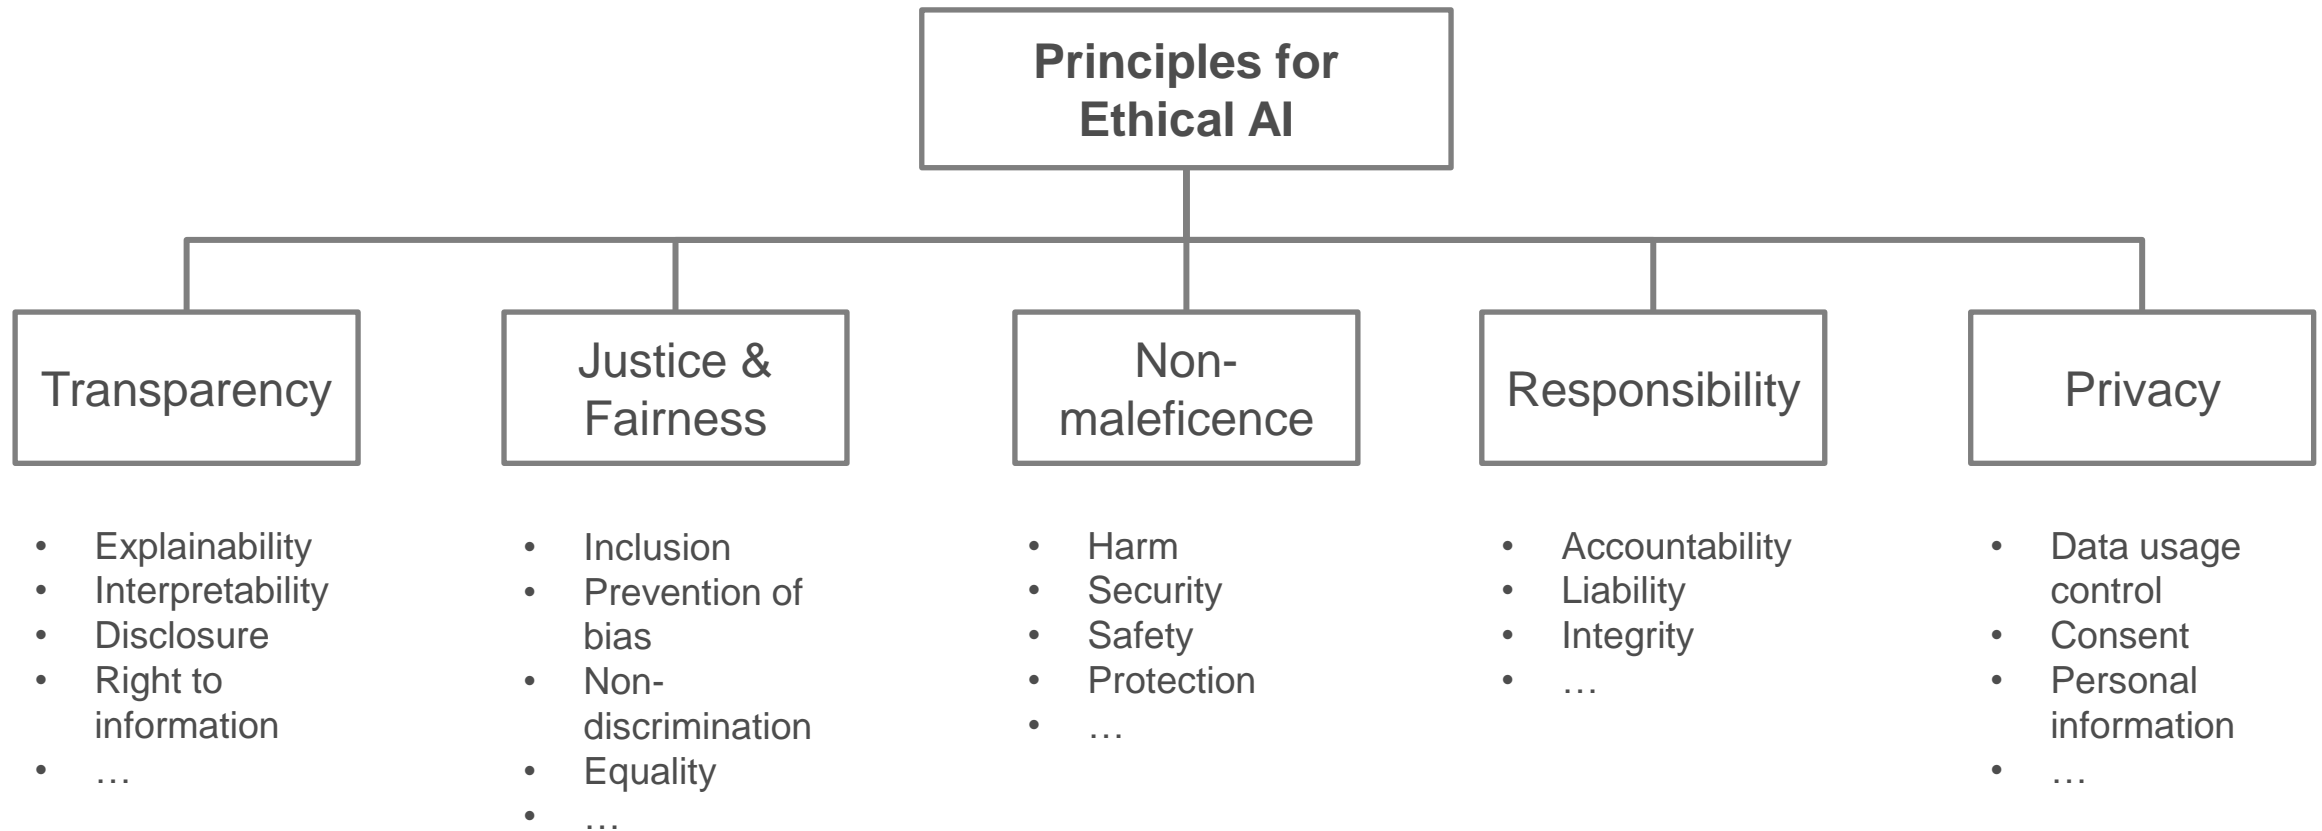 Principles for
Ethical AI
Transparency
Justice &
Fairness
Non-
maleficence
Responsibility
Privacy
• Explainability
• Interpretability
• Disclosure
• Right to
information
• …
• Inclusion
• Prevention of
bias
• Non-
discrimination
• Equality
• …
• Harm
• Security
• Safety
• Protection
• …
• Accountability
• Liability
• Integrity
• …
• Data usage
control
• Consent
• Personal
information
• …